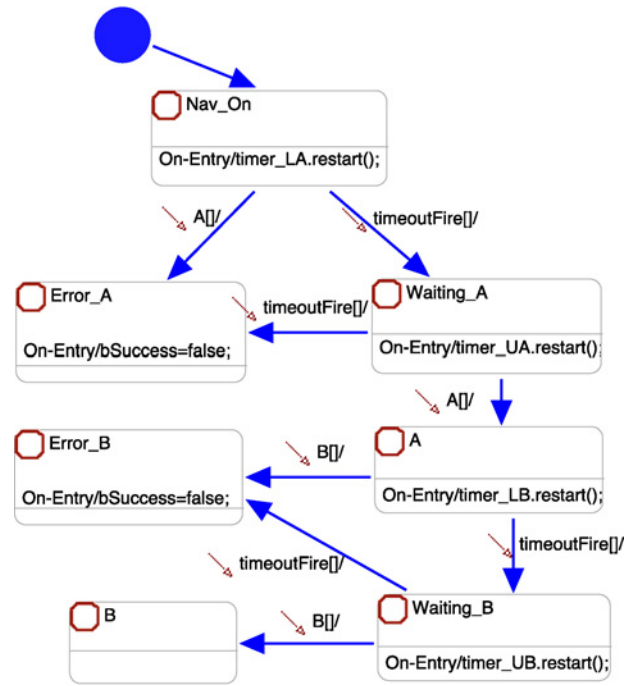 Nav_On
On-Entry/timer_LA.restart();
A[]/
timeoutFire[]/
Error_A
On-Entry/bSuccess=false;
timeoutFire[]/
Waiting_A
On-Entry/timer_UA.restart();
A[]/
Error_B
On-Entry/bSuccess=false;
B[]/
A
On-Entry/timer_LB.restart();
timeoutFire[]/
timeoutFire[]/
B
B[]/
Waiting_B
On-Entry/timer_UB.restart();